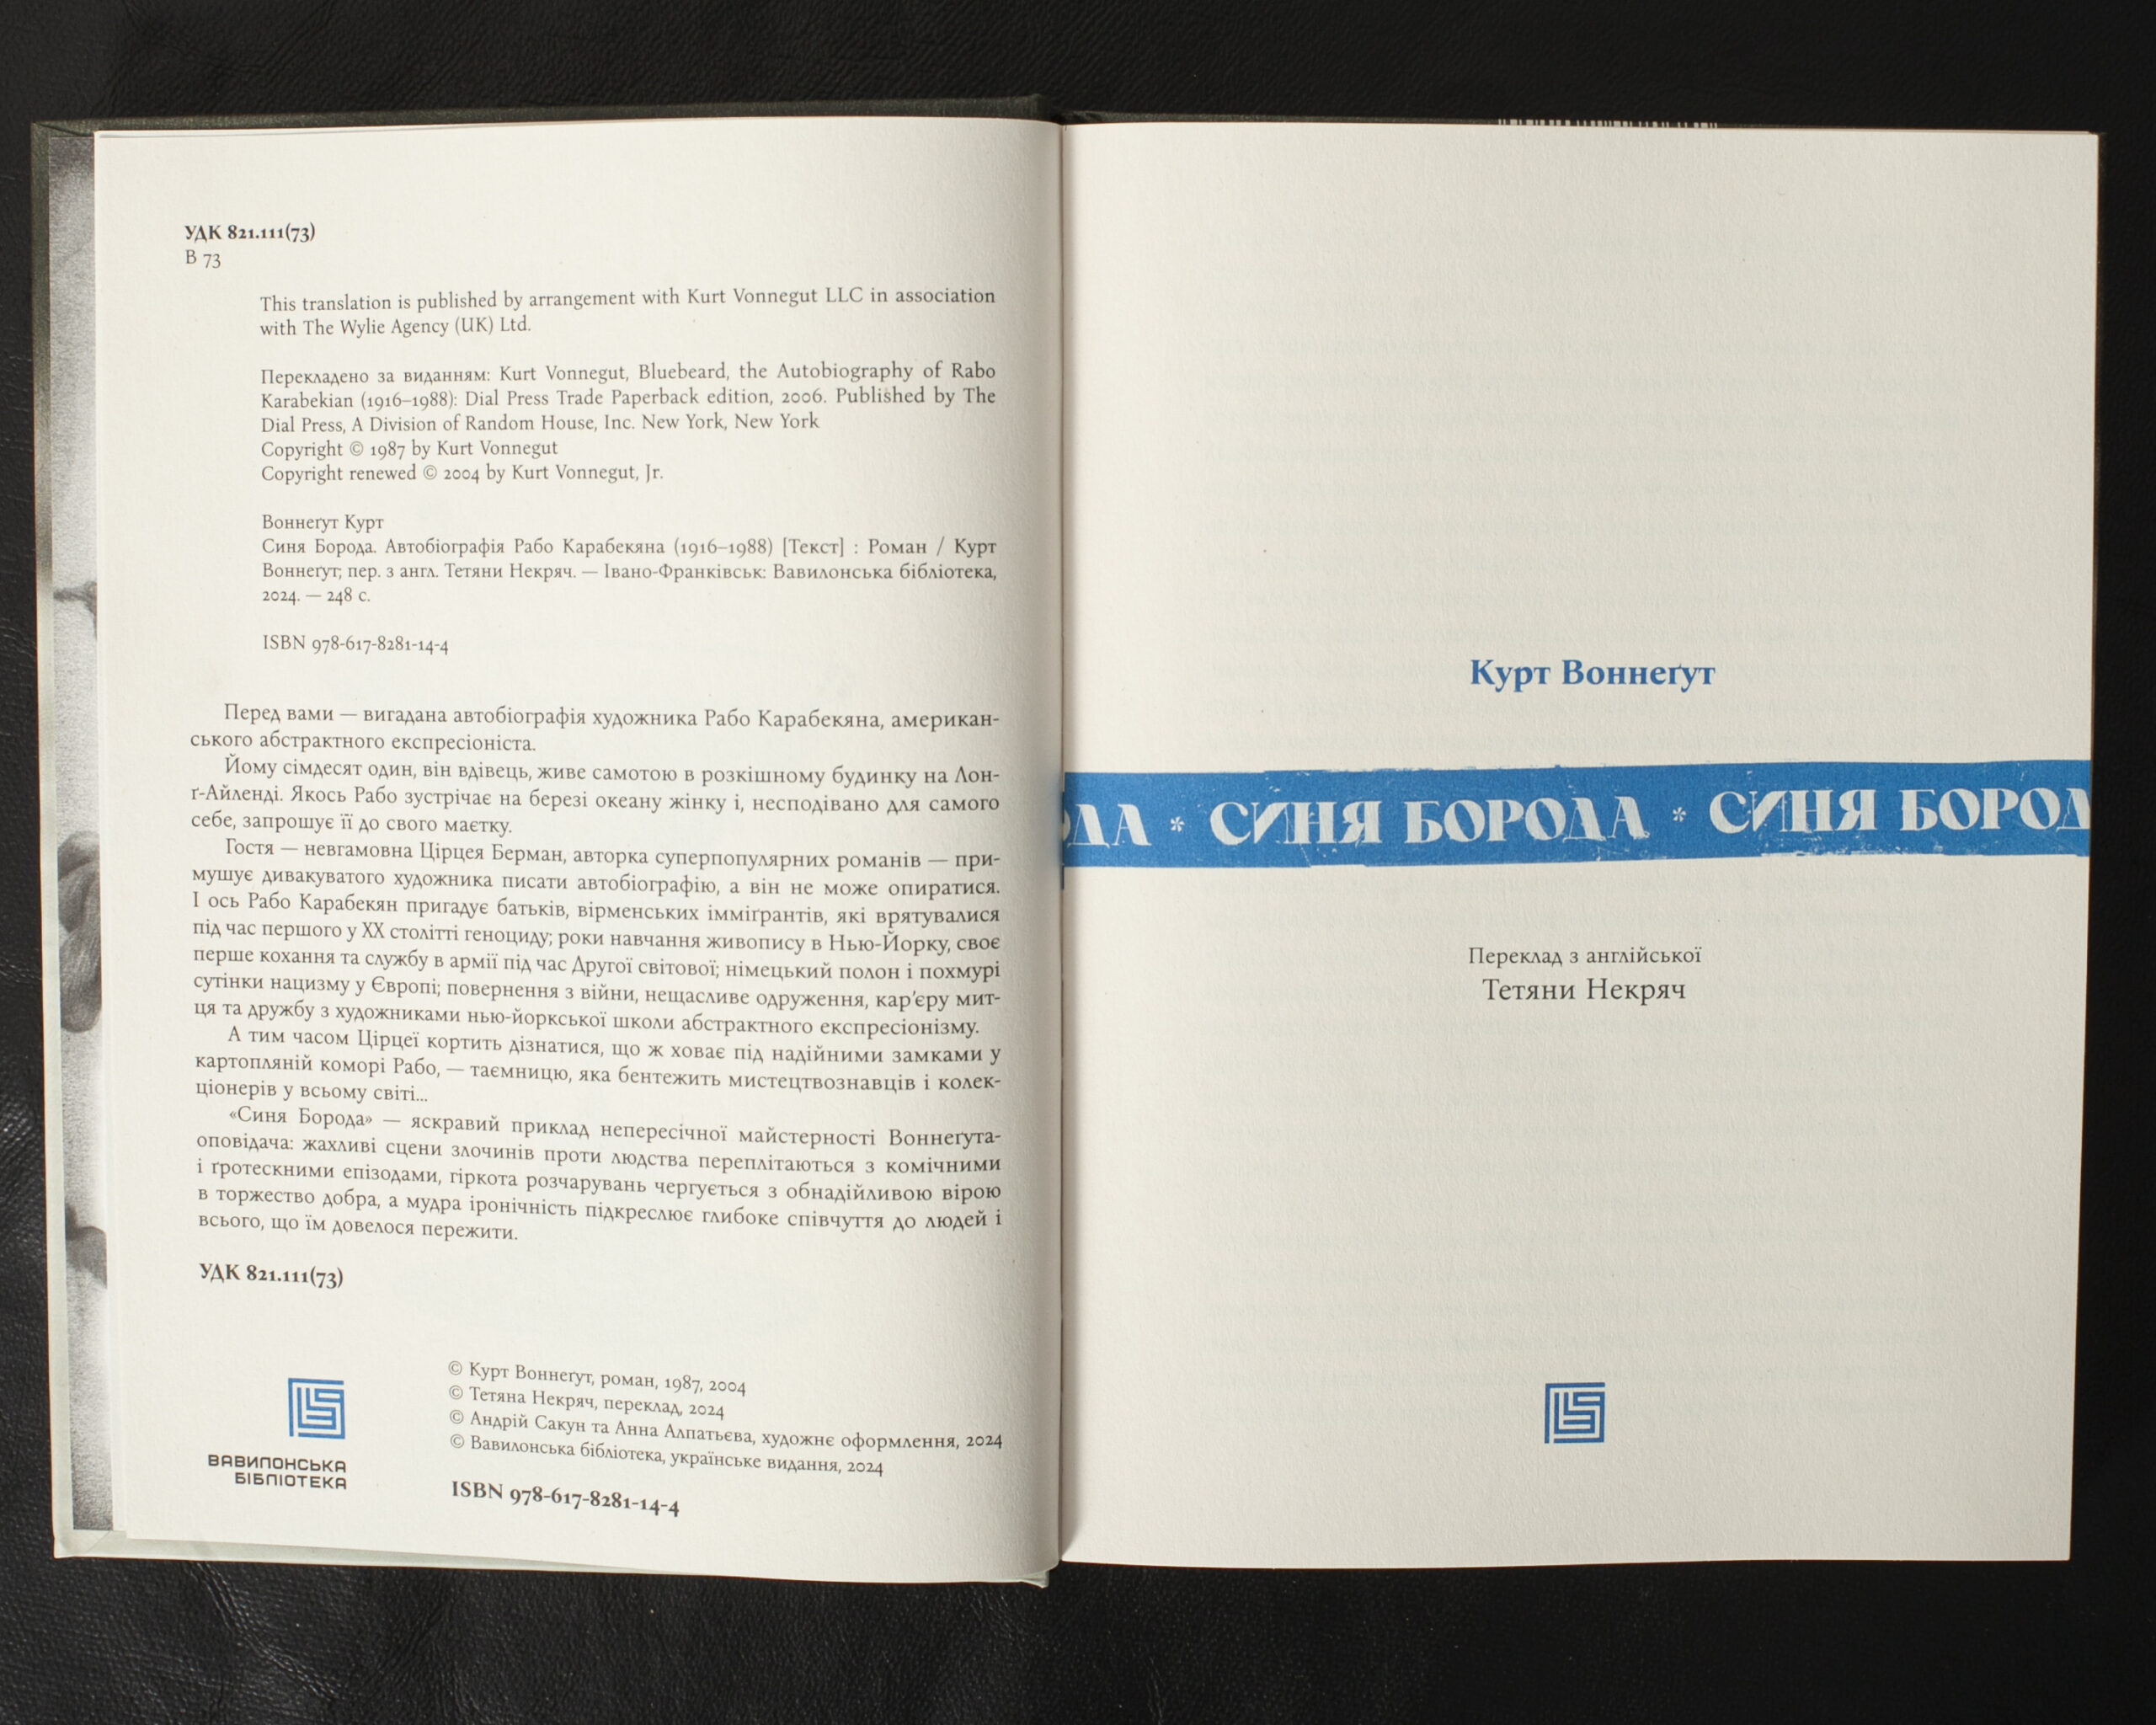 УДК 821.111(73)
В 73
This translation is published by arrangement with Kurt Vonnegut LLC in association
with The Wylie Agency (UK) Ltd.
Перекладено за виданням: Kurt Vonnegut, Bluebeard, the Autobiography of Rabo
Karabekian (1916–1988): Dial Press Trade Paperback edition, 2006. Published by The
Dial Press, A Division of Random House, Inc. New York, New York
Copyright © 1987 by Kurt Vonnegut
Copyright renewed © 2004 by Kurt Vonnegut, Jr.
Воннеґут Курт
Синя Борода. Автобіографія Рабо Карабекяна (1916–1988) [Текст] : Роман / Курт
Воннеґут; пер. з англ. Тетяни Некряч. — Івано-Франківськ: Вавилонська бібліотека,
2024. — 248 с.
ISBN 978-617-8281-14-4
Перед вами — вигадана автобіографія художника Рабо Карабекяна, американ-
ського абстрактного експресіоніста.
Йому сімдесят один, він вдівець, живе самотою в розкішному будинку на Лон-
ґ-Айленді. Якось Рабо зустрічає на березі океану жінку і, несподівано для самого
себе, запрошує її до свого маєтку.
Гостя — невгамовна Цірцея Берман, авторка суперпопулярних романів — при-
мушує дивакуватого художника писати автобіографію, а він не може опиратися.
І ось Рабо Карабекян пригадує батьків, вірменських іммігрантів, які врятувалися
під час першого у XX столітті геноциду; роки навчання живопису в Нью-Йорку, своє
перше кохання та службу в армії під час Другої світової; німецький полон і похмурі
сутінки нацизму у Європі; повернення з війни, нещасливе одруження, кар’єру мит-
ця та дружбу з художниками нью-йоркської школи абстрактного експресіонізму.
А тим часом Цірцеї кортить дізнатися, що ж ховає під надійними замками у
картопляній коморі Рабо, — таємницю, яка бентежить мистецтвознавців і колек-
ціонерів у всьому світі...
«Синя Борода» — яскравий приклад непересічної майстерності Воннеґута-
оповідача: жахливі сцени злочинів проти людства переплітаються з комічними
і ґротескними епізодами, гіркота розчарувань чергується з обнадійливою вірою
в торжество добра, а мудра іронічність підкреслює глибоке співчуття до людей і
всього, що їм довелося пережити.
УДК 821.111(73)
© Курт Воннеґут, роман, 1987, 2004
© Тетяна Некряч, переклад, 2024
© Андрій Сакун та Анна Алпатьєва, художнє оформлення, 2024
© Вавилонська бібліотека, українське видання, 2024
ВАВИЛОНСЬКА
БІБЛІОТЕКА
ISBN 978-617-8281-14-4
Курт Воннеґут
ОДА * СИНЯ БОРОДА * СИНЯ БОРОД
Переклад з англійської
Тетяни Некряч